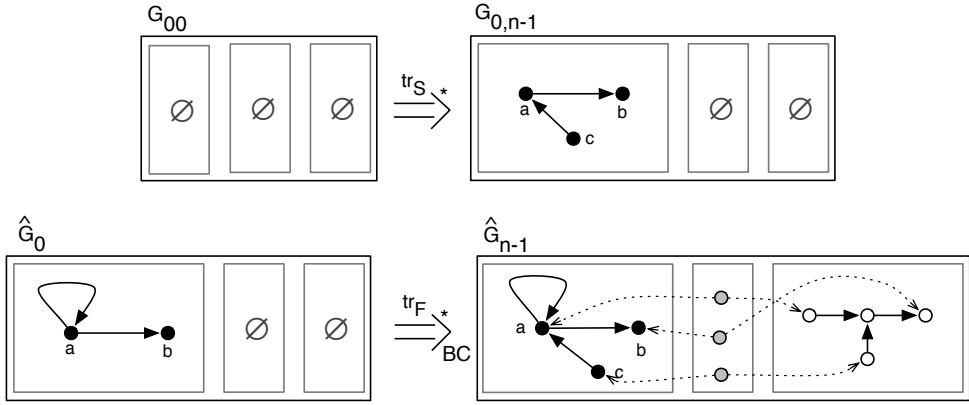 G00
G0,n-1
∅ ∅ ∅
trS *
a b
c
∅ ∅
Ĝ0
Ĝn-1
a b
∅ ∅
trF *
BC
a b
c